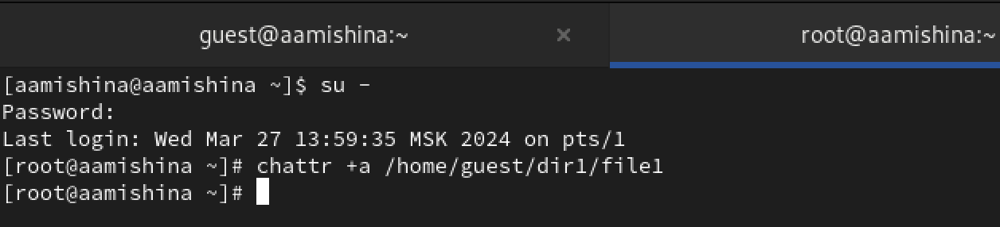 guest@aamishina:~ × root@aamishina:~
[aamishina@aamishina ~]$ su -
Password:
Last login: Wed Mar 27 13:59:35 MSK 2024 on pts/1
[root@aamishina ~]# chattr +a /home/guest/dir1/file1
[root@aamishina ~]#